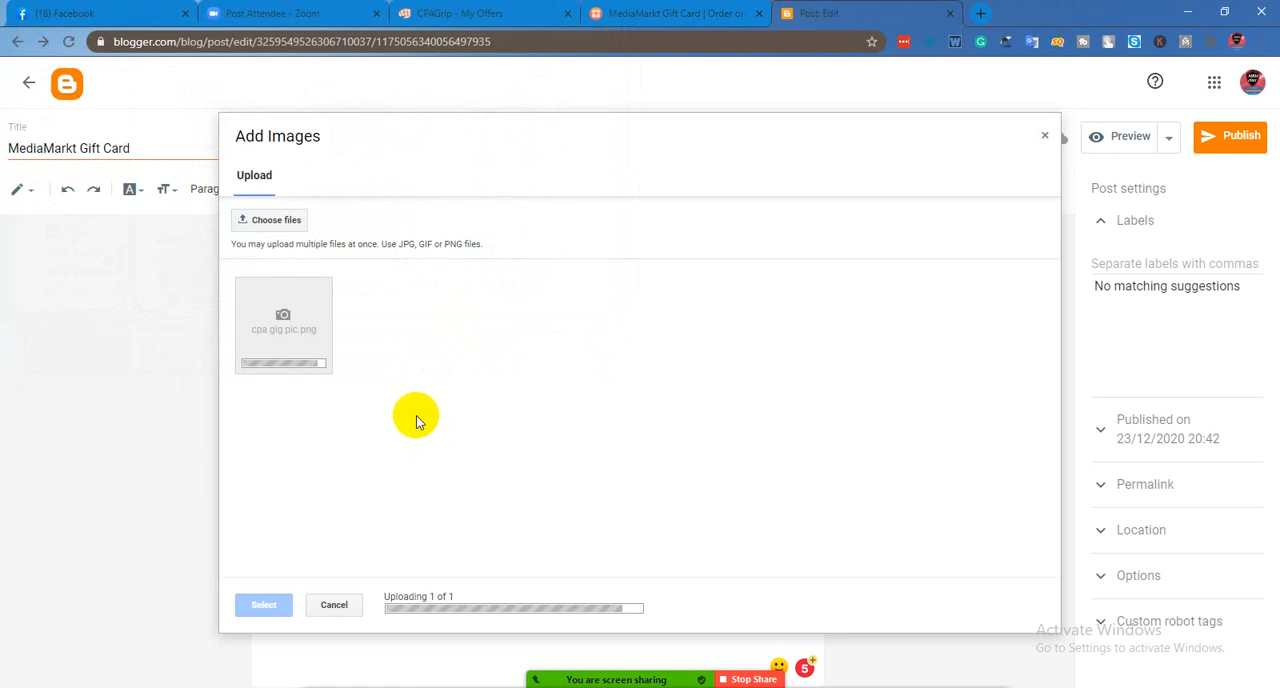 (18) Facebook
Post Attendee - Zoom
CPAGrip - My Offers
MediaMarkt Gift Card | Order or
Post: Edit
blogger.com/blog/post/edit/3259549526306710037/1175056340056497935
Title
MediaMarkt Gift Card
Parag
Add Images
Upload
Choose files
You may upload multiple files at once. Use JPG, GIF or PNG files.
cpa gig pic.png
Select
Cancel
Uploading 1 of 1
Preview
Publish
Post settings
Labels
Separate labels with commas
No matching suggestions
Published on
23/12/2020 20:42
Permalink
Location
Options
Custom robot tags
Activate Windows
Go to Settings to activate Windows.
5
You are screen sharing
Stop Share